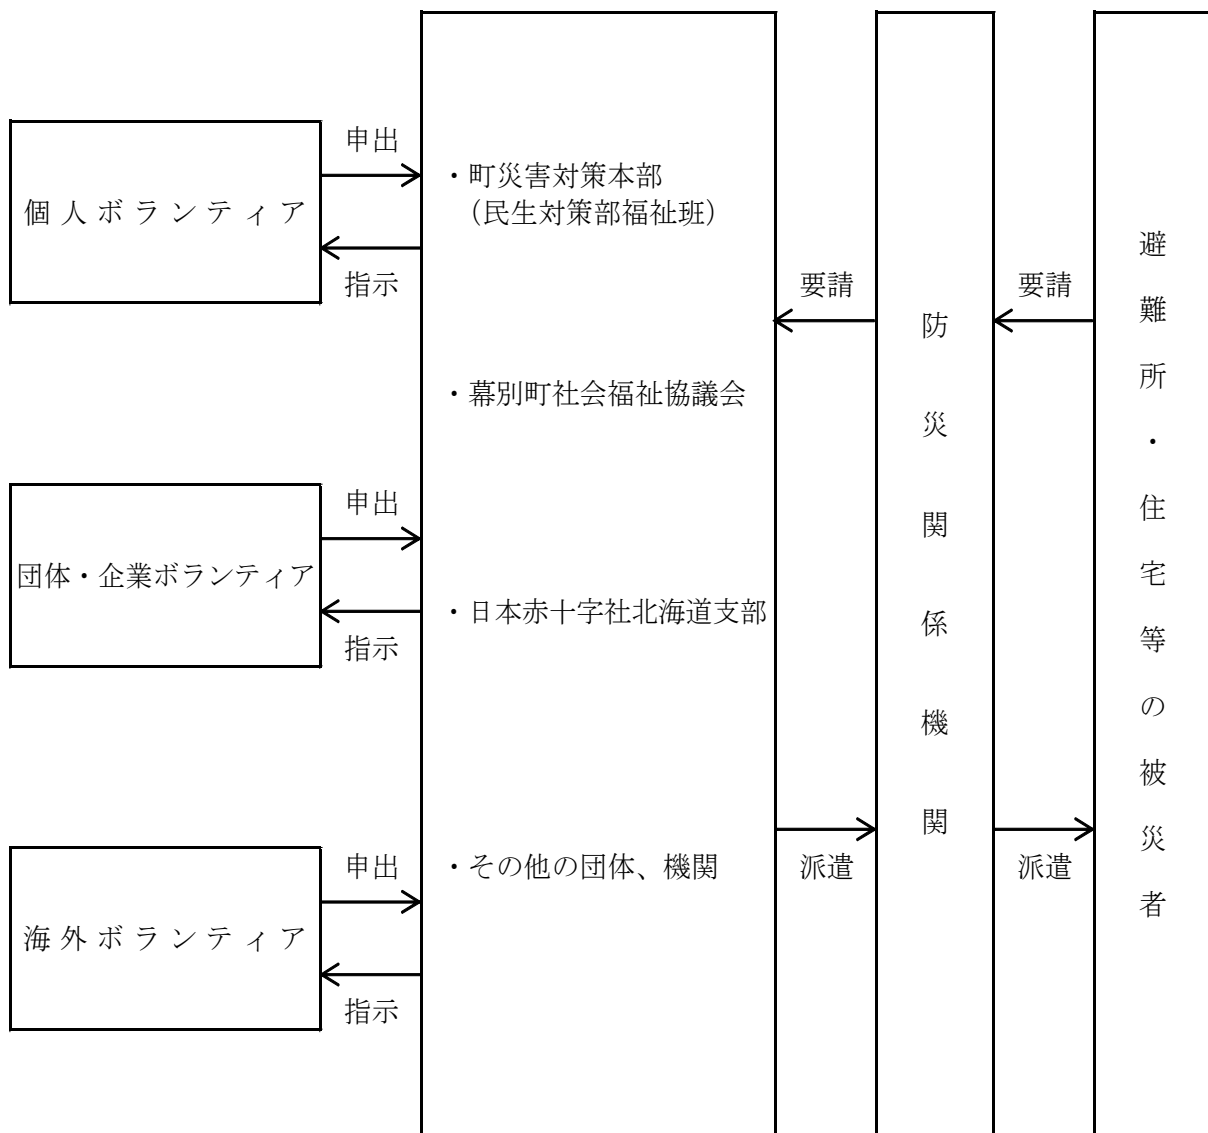 申出
個人ボランティア
指示
申出
団体・企業ボランティア
指示
申出
海外ボランティア
指示
・町災害対策本部
（民生対策部福祉班）
・幕別町社会福祉協議会
・日本赤十字社北海道支部
・その他の団体、機関
要請
派遣
防災関係機関
要請
派遣
避難所・住宅等の被災者